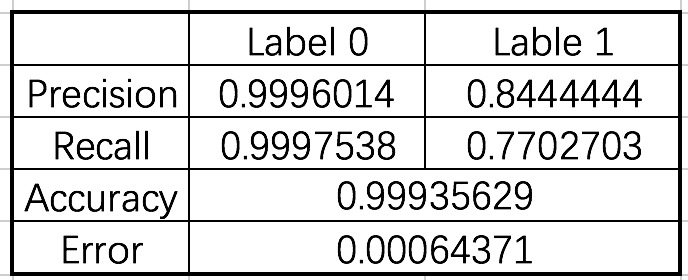 Label 0 Lable 1
Precision 0.9996014 0.8444444
Recall 0.9997538 0.7702703
Accuracy 0.99935629
Error 0.00064371